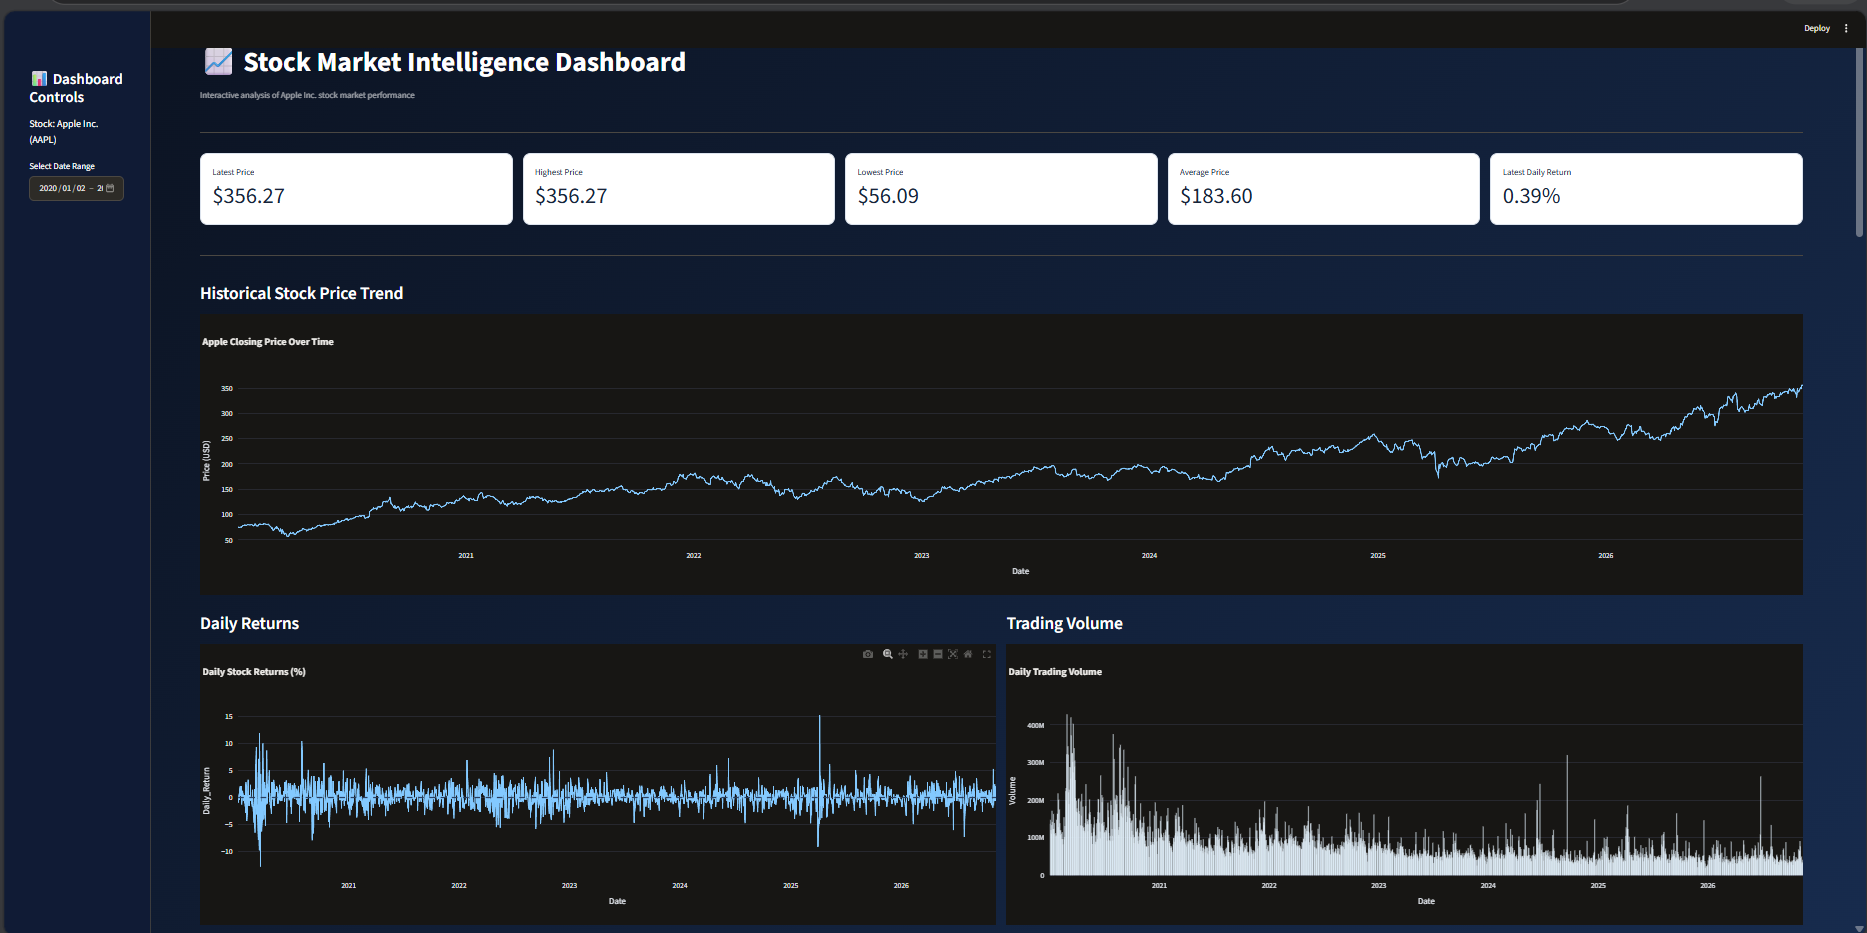 Deploy
📊 Dashboard
Controls
Stock: Apple Inc.
(AAPL)
Select Date Range
2020/01/02 – 2
📈 Stock Market Intelligence Dashboard
Interactive analysis of Apple Inc. stock market performance
Latest Price
$356.27
Highest Price
$356.27
Lowest Price
$56.09
Average Price
$183.60
Latest Daily Return
0.39%
Historical Stock Price Trend
Apple Closing Price Over Time
350
300
250
200
150
100
50
Price (USD)
2021 2022 2023 2024 2025 2026
Date
Daily Returns
Daily Stock Returns (%)
15
10
5
0
−5
−10
Daily_Return
2021 2022 2023 2024 2025 2026
Date
Trading Volume
Daily Trading Volume
400M
300M
200M
100M
0
Volume
2021 2022 2023 2024 2025 2026
Date